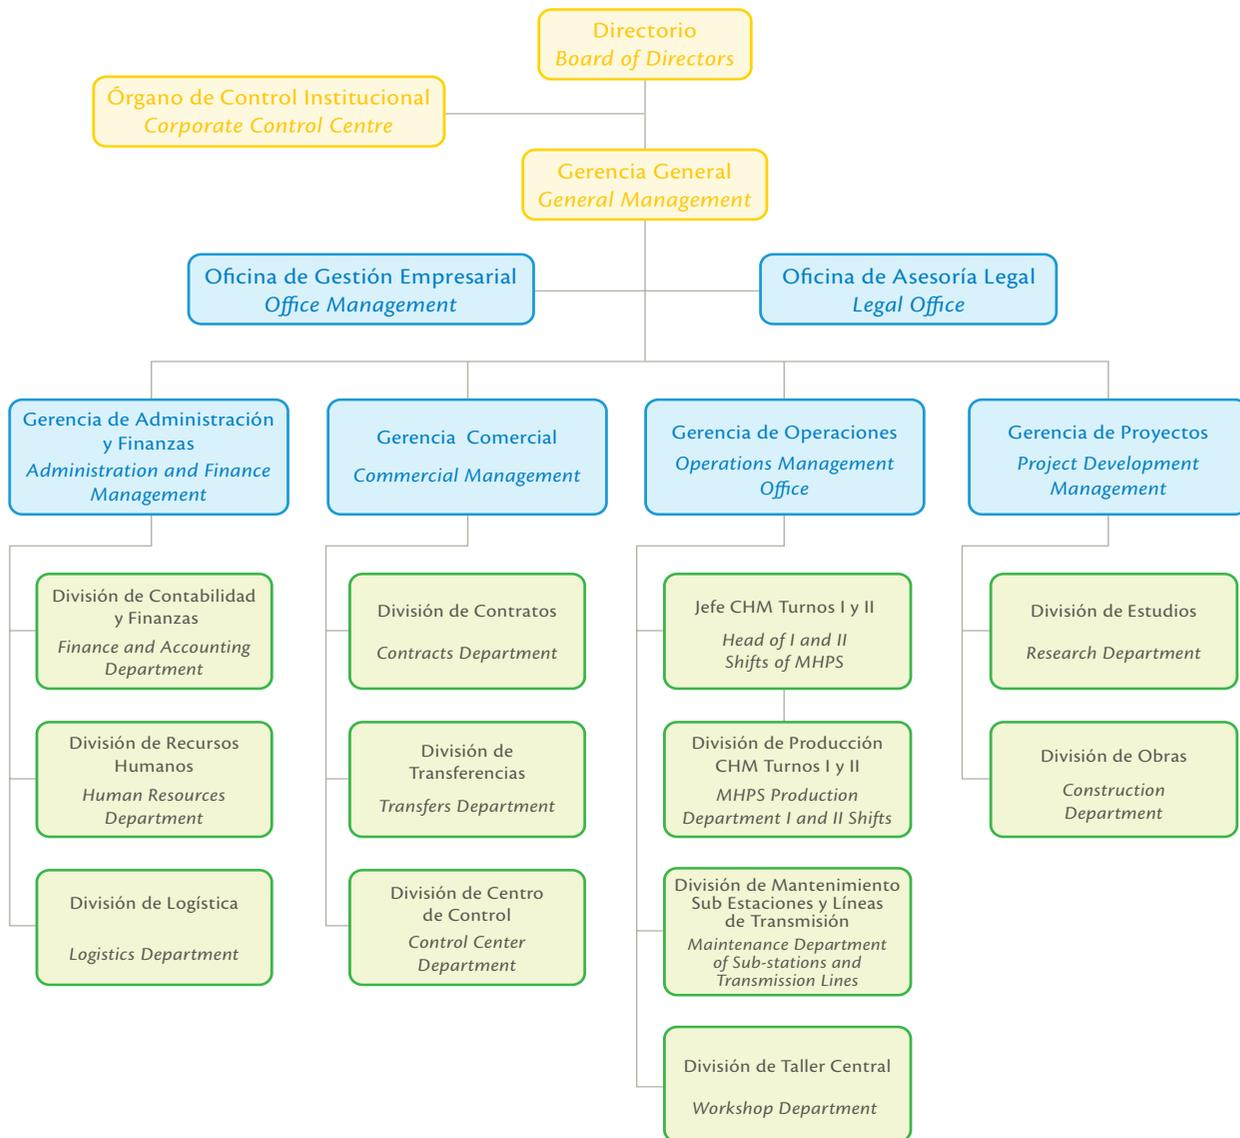 Directorio
Board of Directors
Órgano de Control Institucional
Corporate Control Centre
Gerencia General
General Management
Oficina de Gestión Empresarial
Office Management
Oficina de Asesoría Legal
Legal Office
Gerencia de Administración
y Finanzas
Administration and Finance
Management
Gerencia Comercial
Commercial Management
Gerencia de Operaciones
Operations Management
Office
Gerencia de Proyectos
Project Development
Management
División de Contabilidad
y Finanzas
Finance and Accounting
Department
División de Contratos
Contracts Department
Jefe CHM Turnos I y II
Head of I and II
Shifts of MHPS
División de Estudios
Research Department
División de Recursos
Humanos
Human Resources
Department
División de
Transferencias
Transfers Department
División de Producción
CHM Turnos I y II
MHPS Production
Department I and II Shifts
División de Obras
Construction
Department
División de Logística
Logistics Department
División de Centro
de Control
Control Center
Department
División de Mantenimiento
Sub Estaciones y Líneas
de Transmisión
Maintenance Department
of Sub-stations and
Transmission Lines
División de Taller Central
Workshop Department